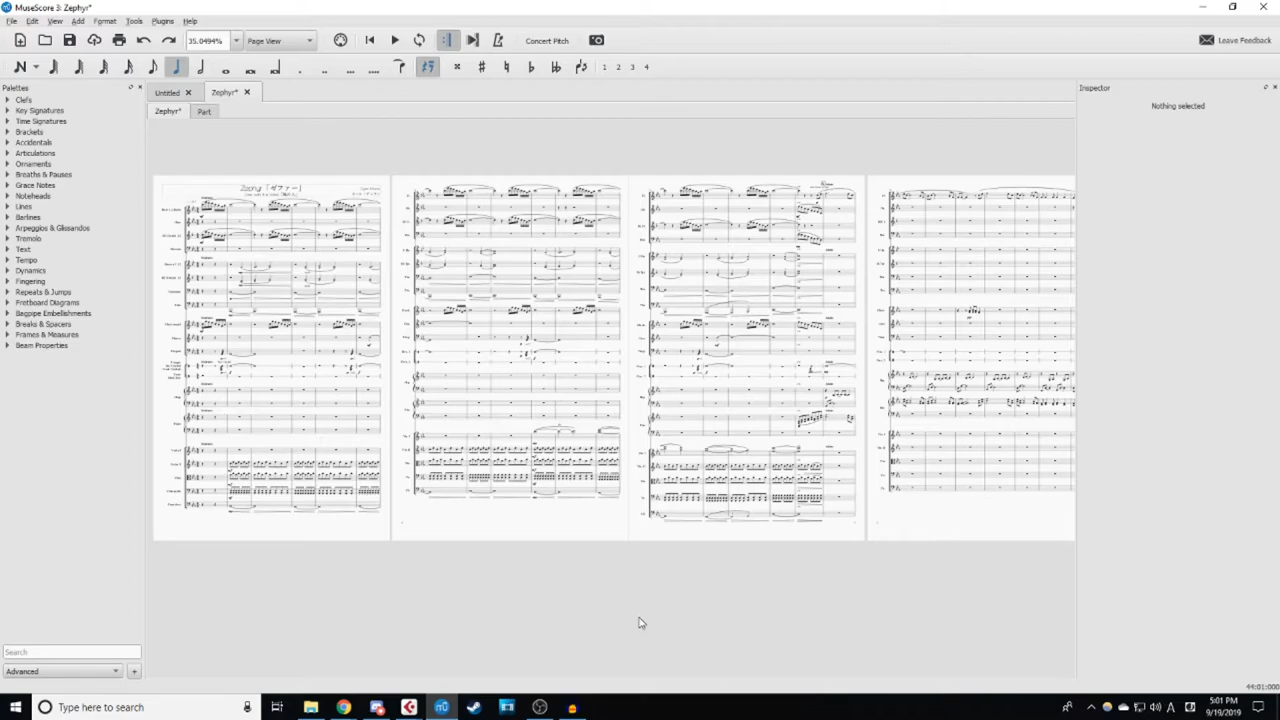 MuseScore 3: Zephyr*
File Edit View Add Format Tools Plugins Help
35.0494% Page View Concert Pitch Leave Feedback
1 2 3 4
Palettes
Untitled Zephyr* Inspector
Zephyr* Part
Nothing selected
Clefs
Key Signatures
Time Signatures
Brackets
Accidentals
Articulations
Ornaments
Breaths & Pauses
Grace Notes
Noteheads
Lines
Barlines
Arpeggios & Glissandos
Tremolo
Text
Tempo
Dynamics
Fingering
Repeats & Jumps
Fretboard Diagrams
Bagpipe Embellishments
Breaks & Spacers
Frames & Measures
Beam Properties
Search
Advanced
44:01:000
Type here to search
5:01 PM
9/19/2019